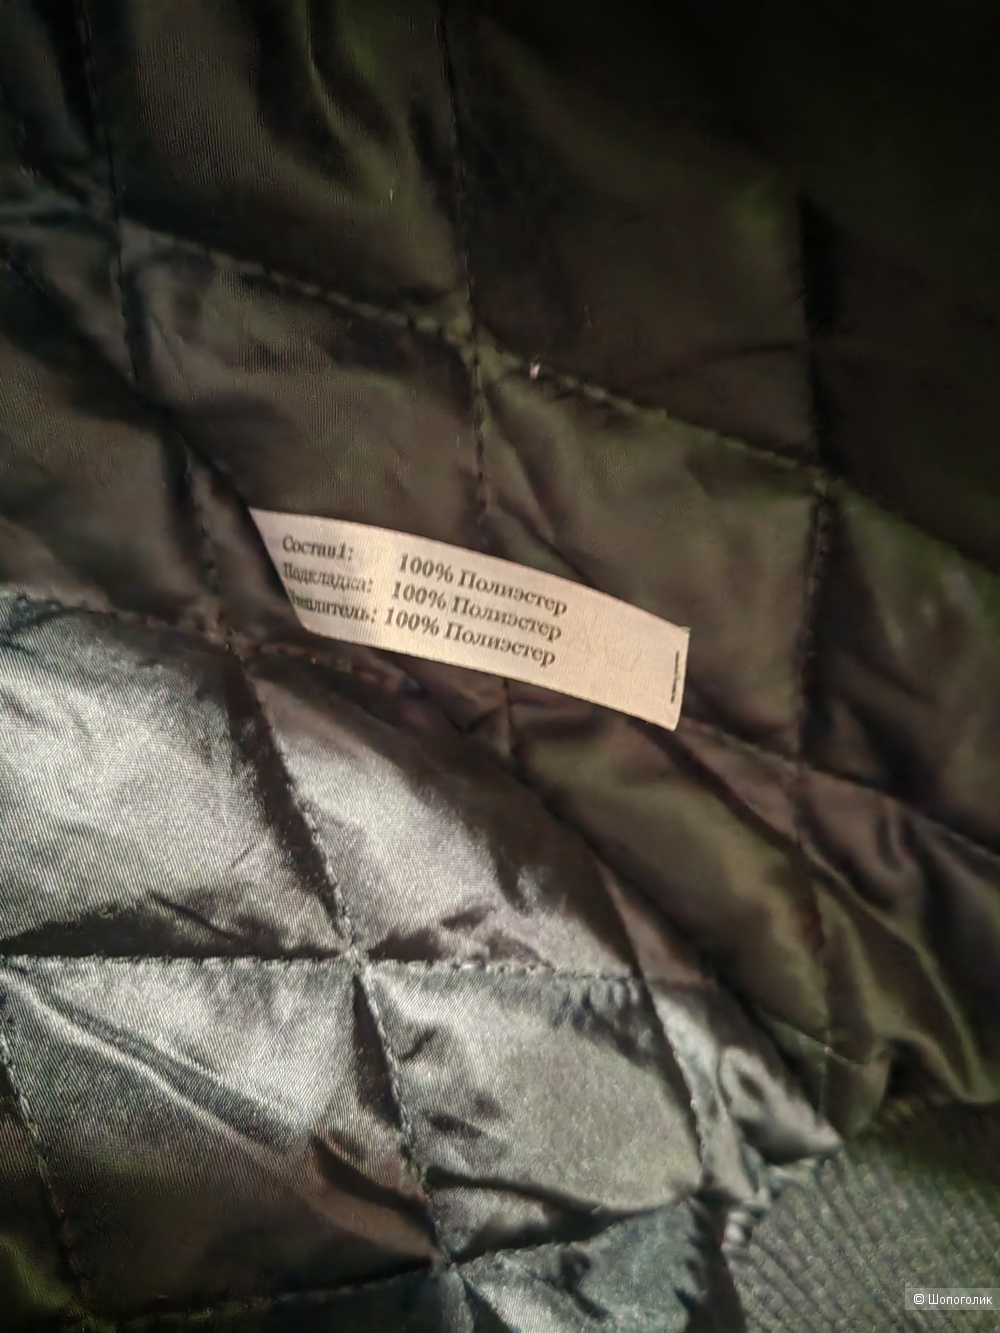 Состав1: 100% Полиэстер
Подкладка: 100% Полиэстер
Утеплитель: 100% Полиэстер
© Шопоголик